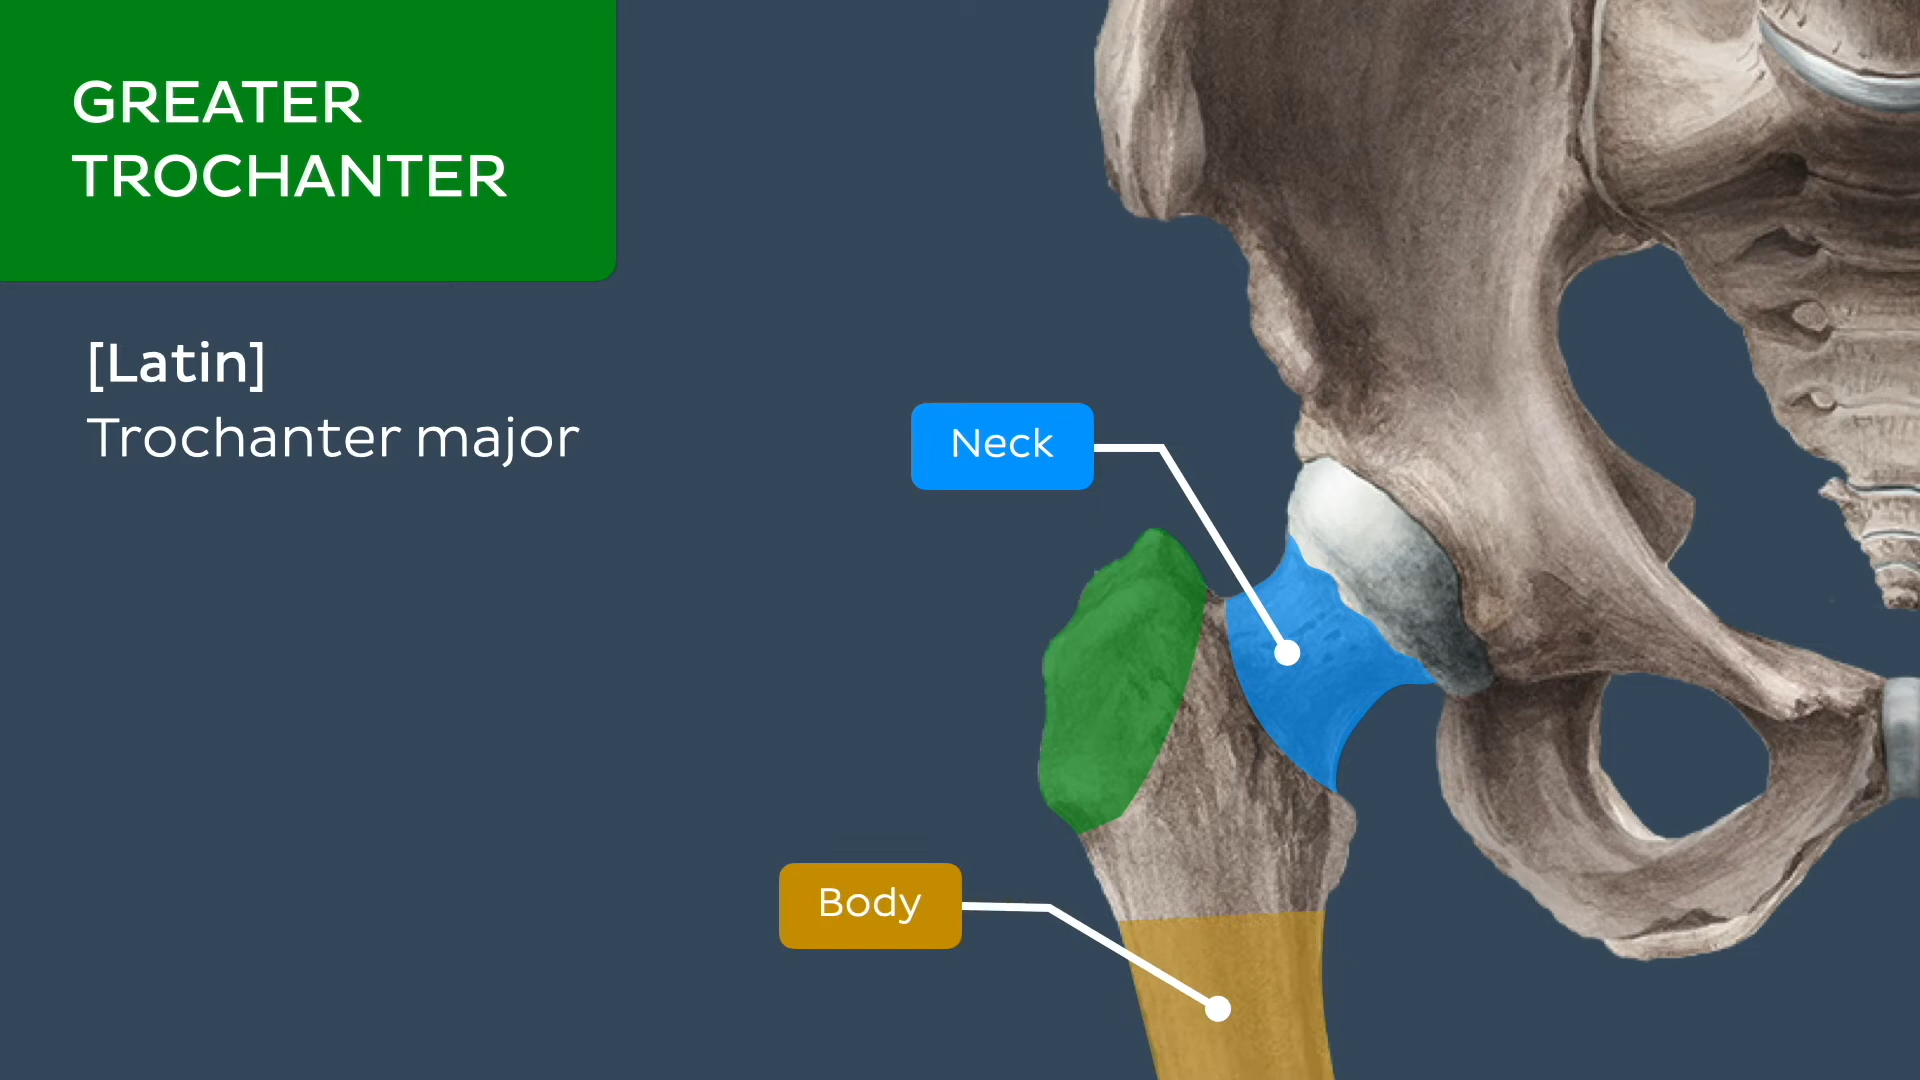 GREATER
TROCHANTER
[Latin]
Trochanter major
Neck
Body